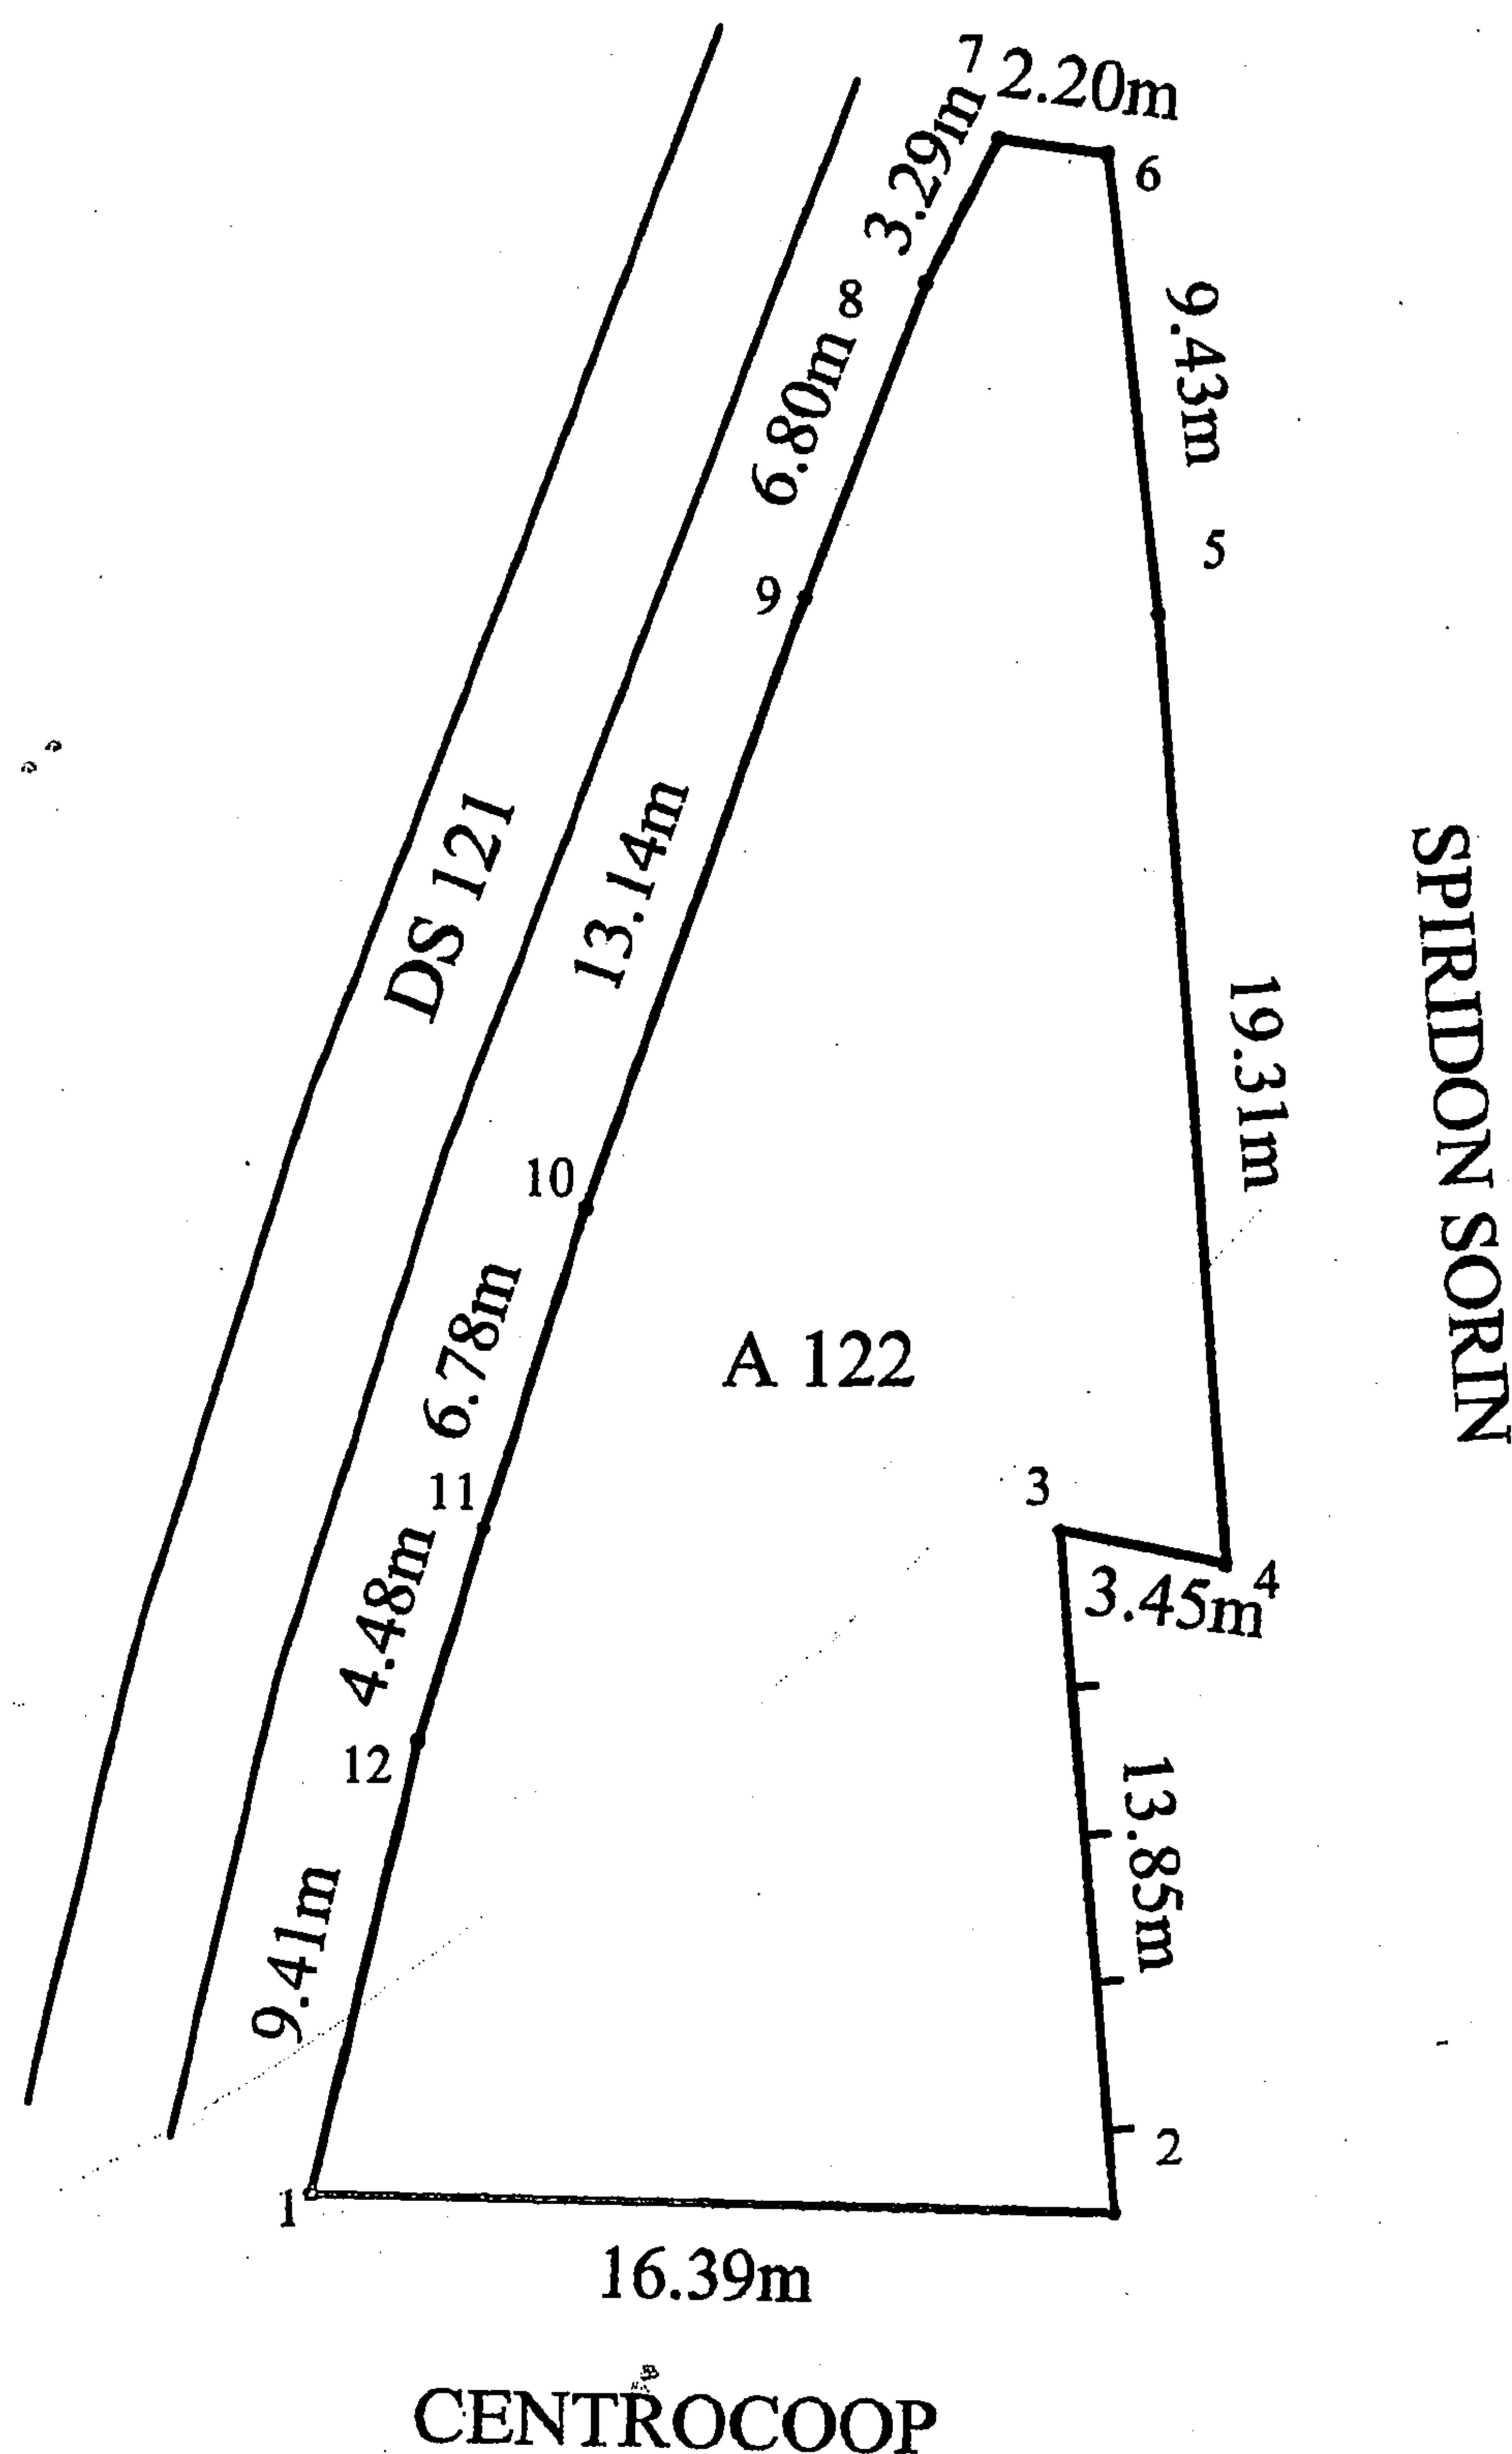 7
2.20m
3.29m
6
8
9.43m
6.80m
5
9
DS 121
13.14m
19.31m
SPIRIDON SORIN
10
6.78m
A 122
11
3
4
3.45m
4.48m
12
13.85m
9.41m
2
1
16.39m
CENTROCOOP